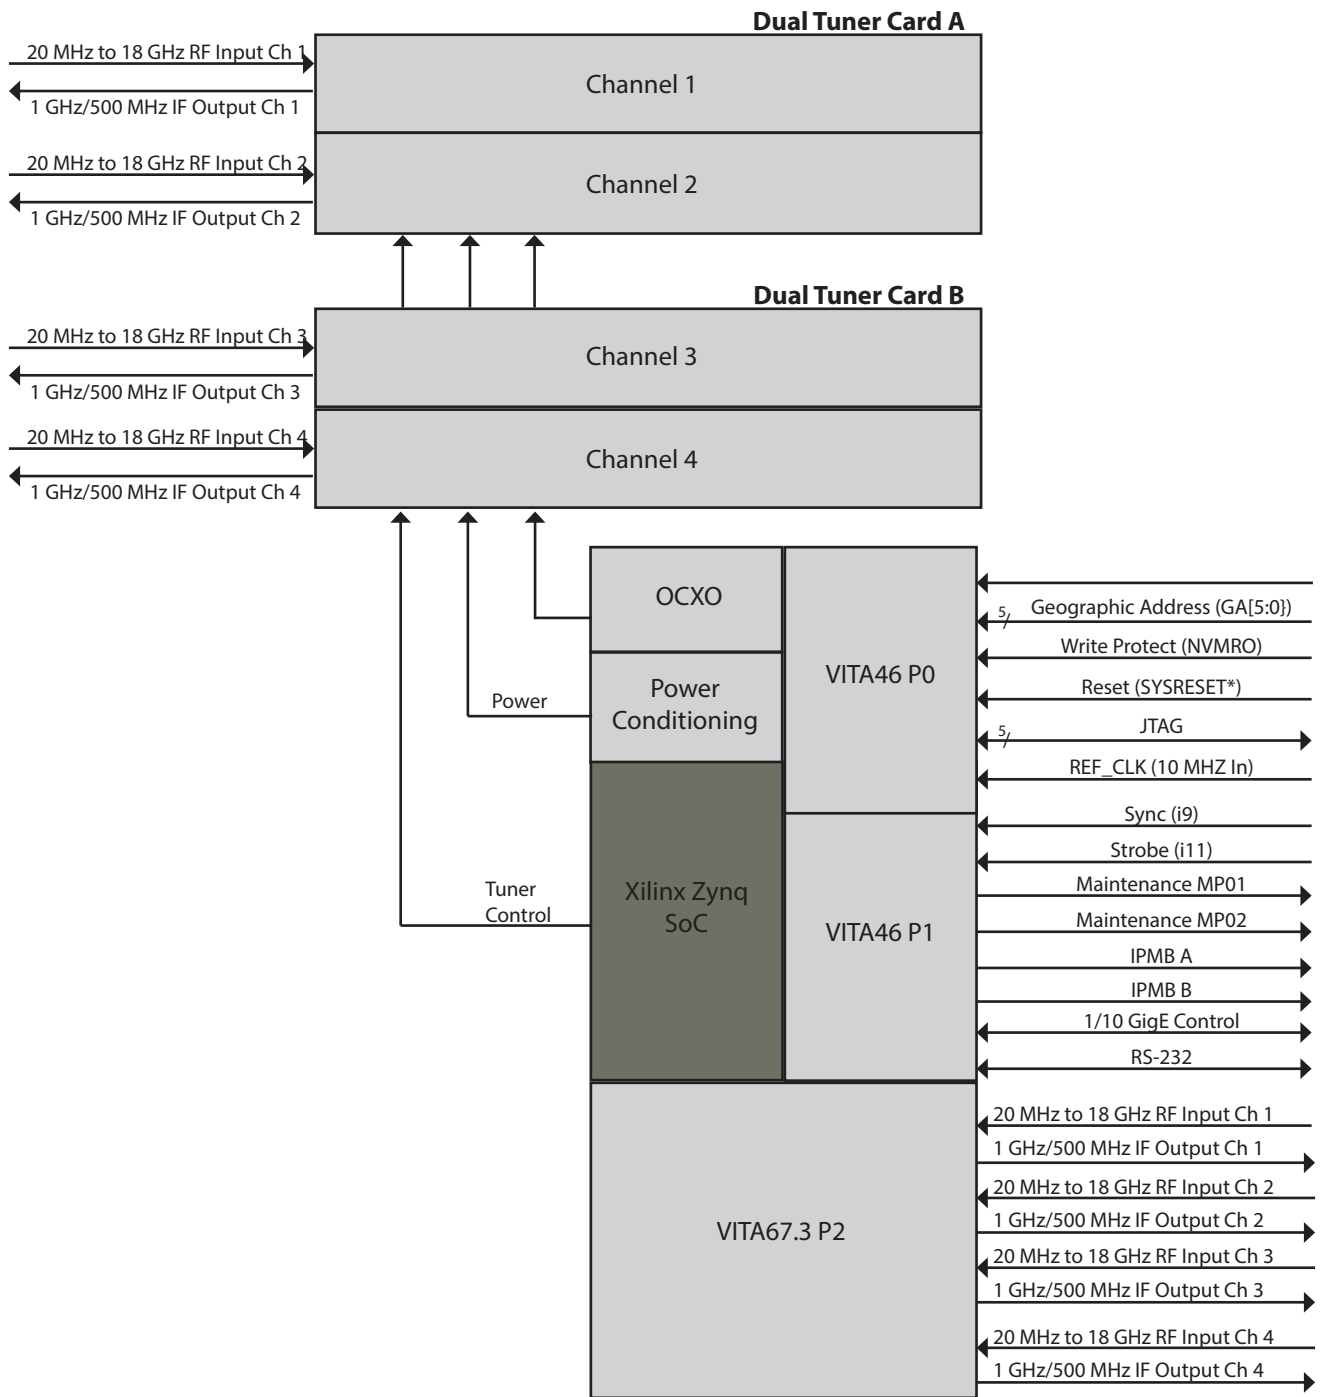 Dual Tuner Card A
20 MHz to 18 GHz RF Input Ch 1
Channel 1
1 GHz/500 MHz IF Output Ch 1
20 MHz to 18 GHz RF Input Ch 2
Channel 2
1 GHz/500 MHz IF Output Ch 2
Dual Tuner Card B
20 MHz to 18 GHz RF Input Ch 3
Channel 3
1 GHz/500 MHz IF Output Ch 3
20 MHz to 18 GHz RF Input Ch 4
Channel 4
1 GHz/500 MHz IF Output Ch 4
OCXO
Power
Power
Conditioning
Tuner
Control
Xilinx Zynq
SoC
VITA46 P0
5/
Geographic Address (GA[5:0})
Write Protect (NVMRO)
Reset (SYSRESET*)
5/
JTAG
REF_CLK (10 MHZ In)
VITA46 P1
Sync (i9)
Strobe (i11)
Maintenance MP01
Maintenance MP02
IPMB A
IPMB B
1/10 GigE Control
RS-232
VITA67.3 P2
20 MHz to 18 GHz RF Input Ch 1
1 GHz/500 MHz IF Output Ch 1
20 MHz to 18 GHz RF Input Ch 2
1 GHz/500 MHz IF Output Ch 2
20 MHz to 18 GHz RF Input Ch 3
1 GHz/500 MHz IF Output Ch 3
20 MHz to 18 GHz RF Input Ch 4
1 GHz/500 MHz IF Output Ch 4